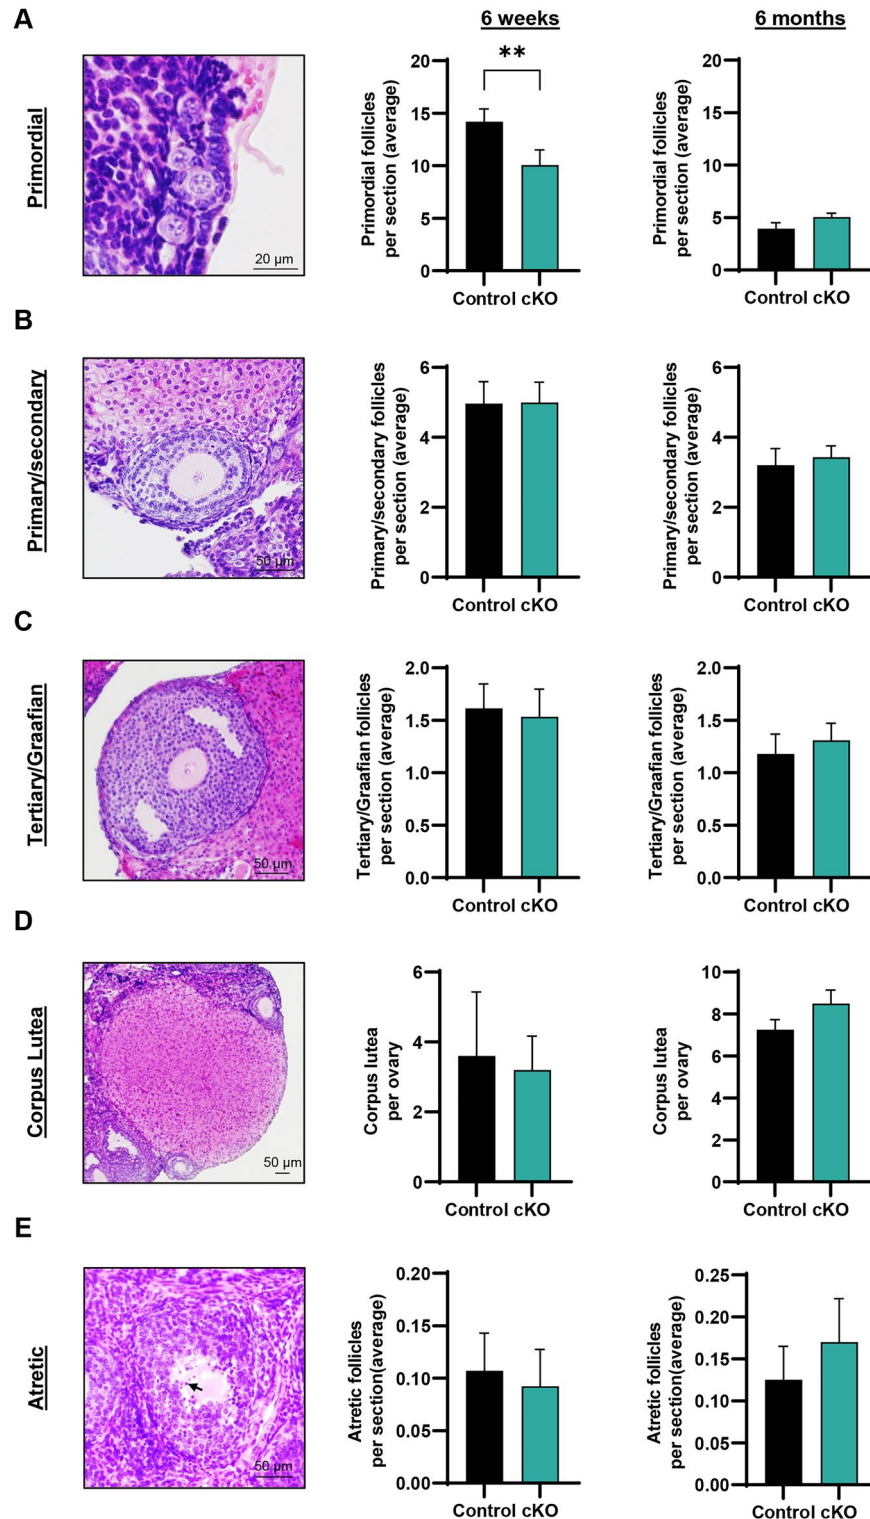 A
6 weeks
6 months
Primordial
20 μm
Primordial follicles
per section (average)
20
15
10
5
0
**
Control cKO
Primordial follicles
per section (average)
20
15
10
5
0
Control cKO
B
Primary/secondary
50 μm
Primary/secondary follicles
per section (average)
6
4
2
0
Control cKO
Primary/secondary follicles
per section (average)
6
4
2
0
Control cKO
C
Tertiary/Graafian
50 μm
Tertiary/Graafian follicles
per section (average)
2.0
1.5
1.0
0.5
0.0
Control cKO
Tertiary/Graafian follicles
per section (average)
2.0
1.5
1.0
0.5
0.0
Control cKO
D
Corpus Lutea
50 μm
Corpus lutea
per ovary
6
4
2
0
Control cKO
Corpus lutea
per ovary
10
8
6
4
2
0
Control cKO
E
Atretic
50 μm
Atretic follicles
per section(average)
0.20
0.15
0.10
0.05
0.00
Control cKO
Atretic follicles
per section(average)
0.25
0.20
0.15
0.10
0.05
0.00
Control cKO